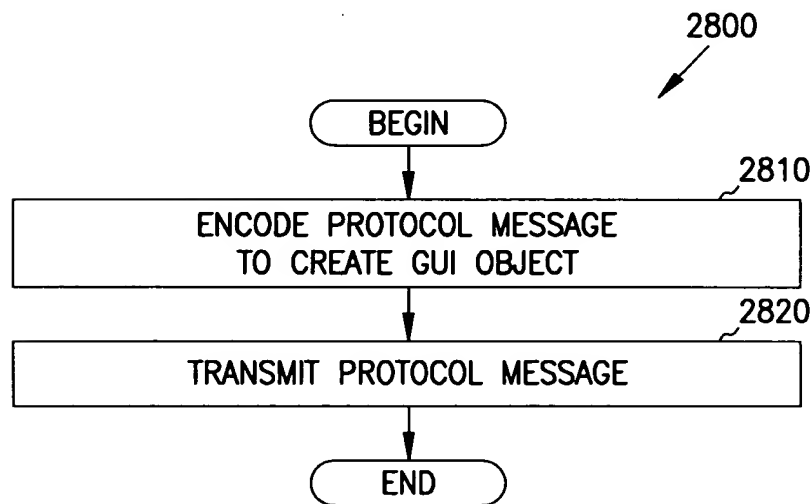 2800
BEGIN
2810
ENCODE PROTOCOL MESSAGE
TO CREATE GUI OBJECT
2820
TRANSMIT PROTOCOL MESSAGE
END